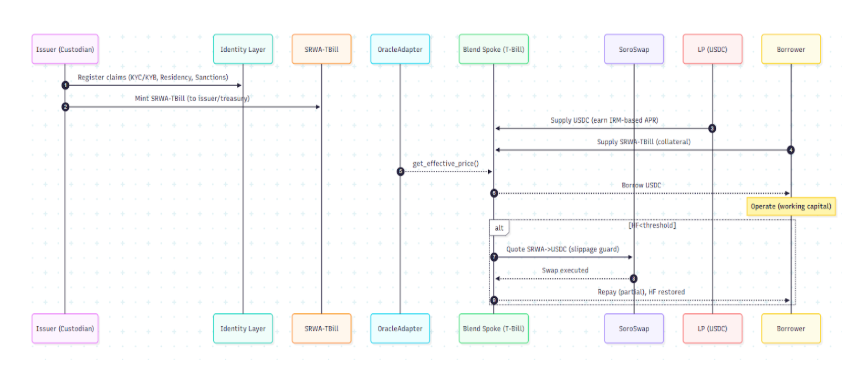 Issuer (Custodian)
Identity Layer
SRWA-TBill
OracleAdapter
Blend Spoke (T-Bill)
SoroSwap
LP (USDC)
Borrower
Register claims (KYC/KYB, Residency, Sanctions)
1
Mint SRWA-TBill (to issuer/treasury)
2
Supply USDC (earn IRM-based APR)
3
Supply SRWA-TBill (collateral)
4
get_effective_price()
5
Borrow USDC
6
Operate (working capital)
alt
[HF<threshold]
Quote SRWA->USDC (slippage guard)
7
Swap executed
8
Repay (partial), HF restored
9
Issuer (Custodian)
Identity Layer
SRWA-TBill
OracleAdapter
Blend Spoke (T-Bill)
SoroSwap
LP (USDC)
Borrower